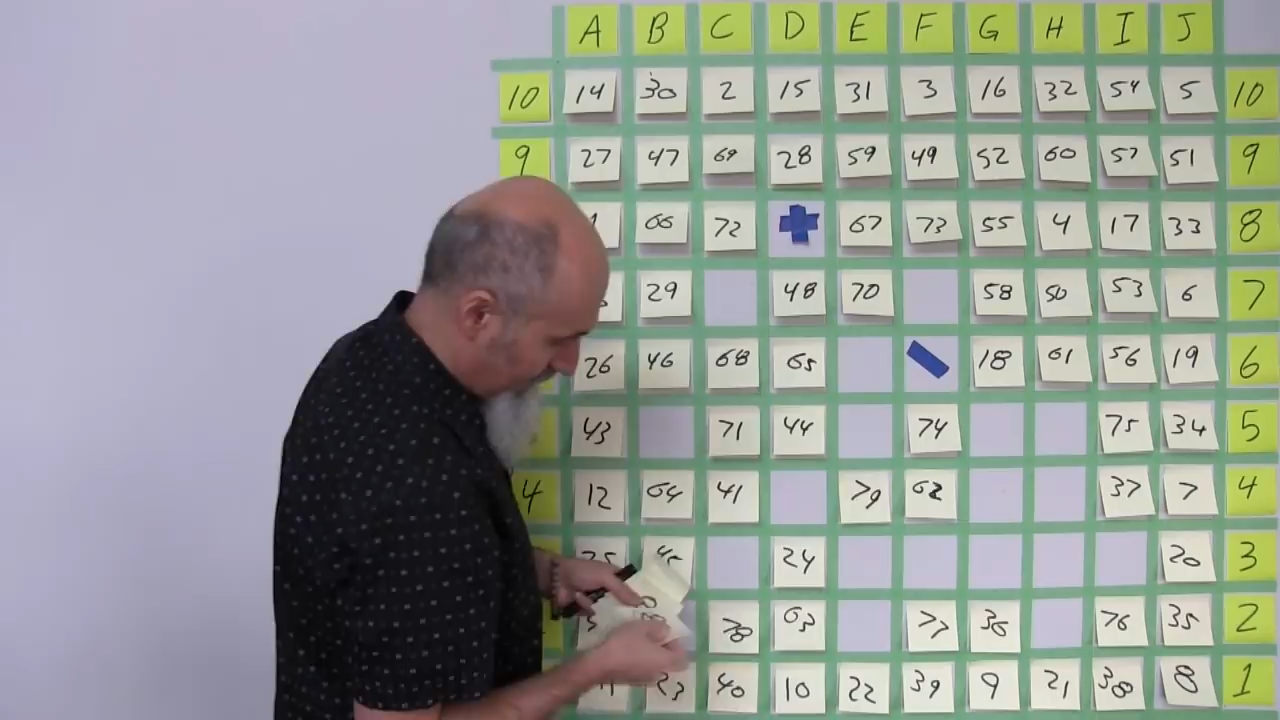 A B C D E F G H I J
10 14 30 2 15 31 3 16 32 54 5 10
9 27 47 69 28 59 49 52 60 57 51 9
66 72 67 73 55 4 17 33 8
29 48 70 58 50 53 6 7
26 46 68 65 18 61 56 19 6
43 71 44 74 75 34 5
4 12 64 41 79 62 37 7 4
25 45 24 20 3
78 63 77 36 76 35 2
23 40 10 22 39 9 21 38 8 1